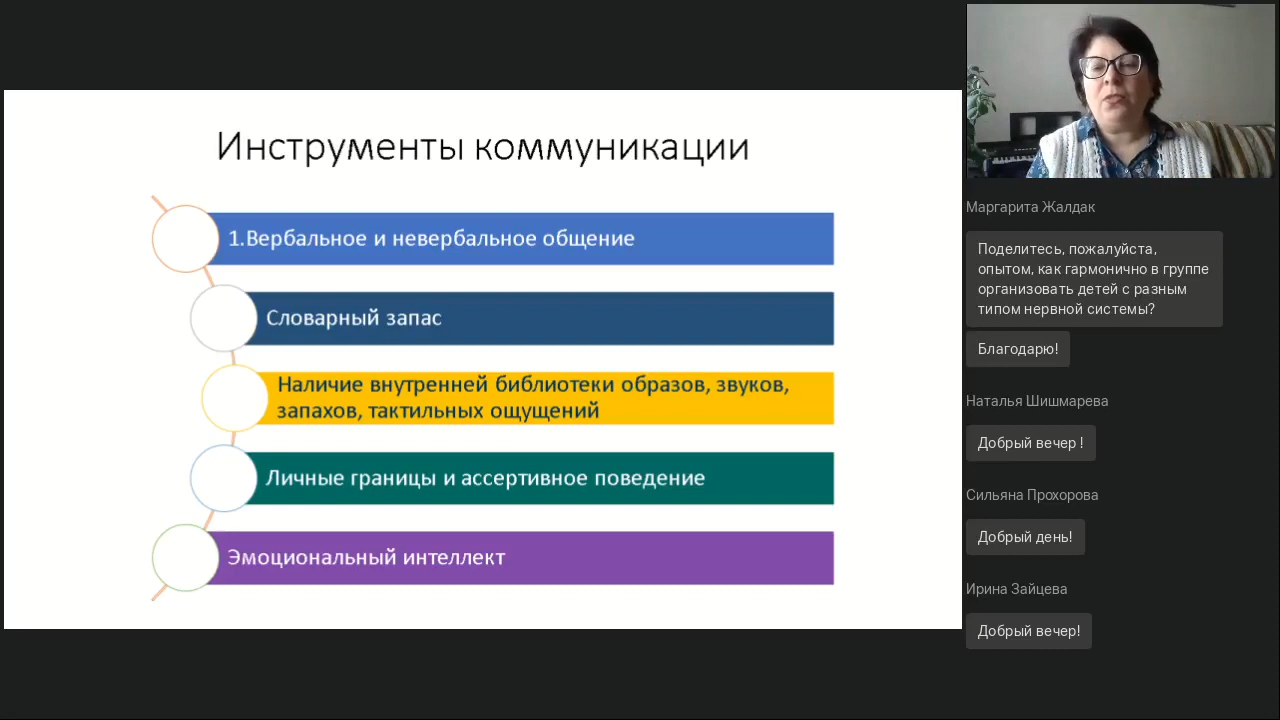 Инструменты коммуникации
1.Вербальное и невербальное общение
Словарный запас
Наличие внутренней библиотеки образов, звуков,
запахов, тактильных ощущений
Личные границы и ассертивное поведение
Эмоциональный интеллект
Маргарита Жалдак
Поделитесь, пожалуйста,
опытом, как гармонично в группе
организовать детей с разным
типом нервной системы?
Благодарю!
Наталья Шишмарева
Добрый вечер !
Сильяна Прохорова
Добрый день!
Ирина Зайцева
Добрый вечер!